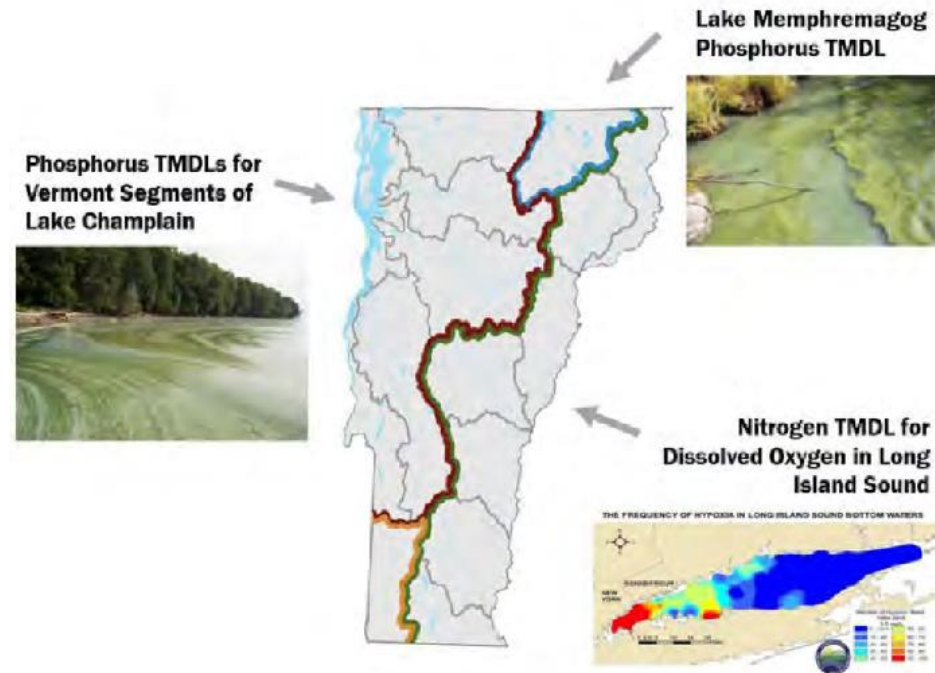 Lake Memphremagog
Phosphorus TMDL
Phosphorus TMDLs for
Vermont Segments of
Lake Champlain
Nitrogen TMDL for
Dissolved Oxygen in Long
Island Sound
THE FREQUENCY OF HYPOXIA IN LONG ISLAND SOUND BOTTOM WATERS
CONNECTICUT
NEW
YORK